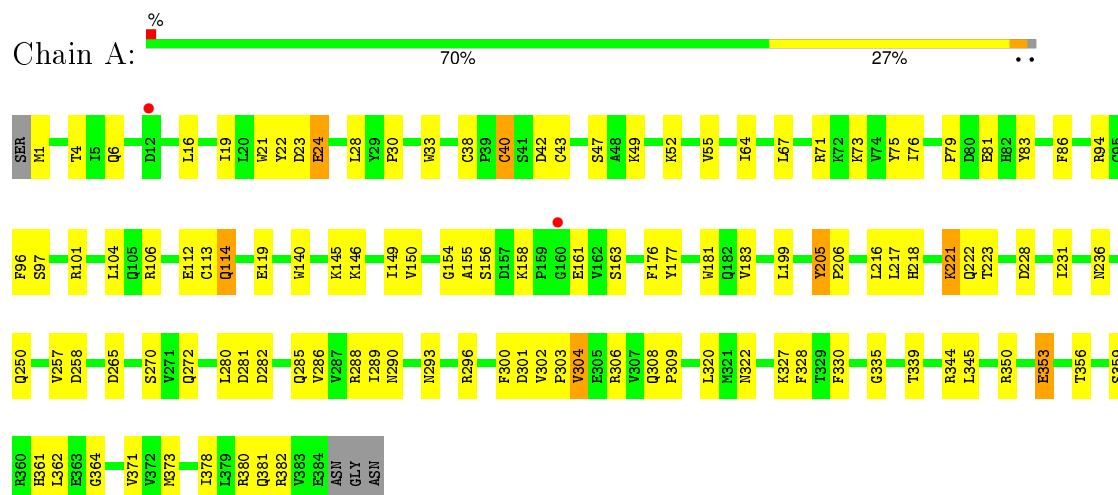 %
Chain A:
70% 27% • •
SER M1 T4 I5 Q6 D12 L16 I19 L20 W21 Y22 D23 E24 L28 Y29 P30 W33 C38 P39 C40 S41 D42 C43 S47 A48 K49 K52 V55 I64 L67 R71 K72 K73 V74 Y75 I76 P79 D80 E81 H82 Y83 F86 R94 C95
F96 S97 R101 L104 Q105 R106 E112 C113 Q114 E119 W140 K145 K146 I149 V150 G154 A155 S156 D157 K158 P159 G160 E161 V162 S163 F176 Y177 W181 Q182 V183 L199 Y205 P206 L216 L217 H218 K221 Q222 T223 D228 I231 N236
Q250 V257 D258 D265 S270 V271 Q272 L280 D281 D282 Q285 V286 V287 R288 I289 N290 N293 R296 F300 D301 V302 P303 V304 E305 R306 V307 Q308 P309 L320 M321 N322 K327 F328 T329 F330 G335 T339 R344 L345 R350 E353 T356 S359
R360 H361 L362 E363 G364 V371 V372 M373 I378 L379 R380 Q381 R382 V383 E384 ASN GLY ASN